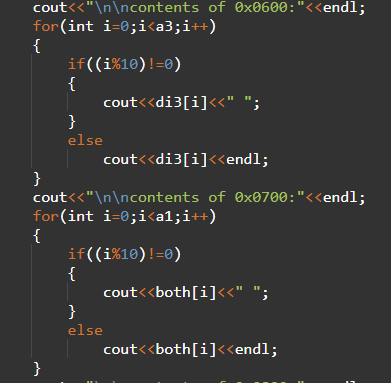 cout<<"\n\ncontents of 0x0600:"<<endl;
for(int i=0;i<a3;i++)
{
if((i%10)!=0)
{
cout<<di3[i]<<" ";
}
else
cout<<di3[i]<<endl;
}
cout<<"\n\ncontents of 0x0700:"<<endl;
for(int i=0;i<a1;i++)
{
if((i%10)!=0)
{
cout<<both[i]<<" ";
}
else
cout<<both[i]<<endl;
}